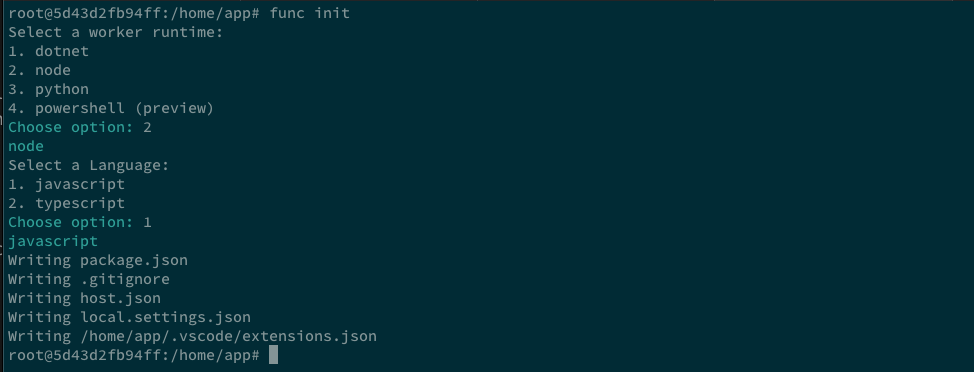 root@5d43d2fb94ff:/home/app# func init
Select a worker runtime:
1. dotnet
2. node
3. python
4. powershell (preview)
Choose option: 2
node
Select a Language:
1. javascript
2. typescript
Choose option: 1
javascript
Writing package.json
Writing .gitignore
Writing host.json
Writing local.settings.json
Writing /home/app/.vscode/extensions.json
root@5d43d2fb94ff:/home/app#